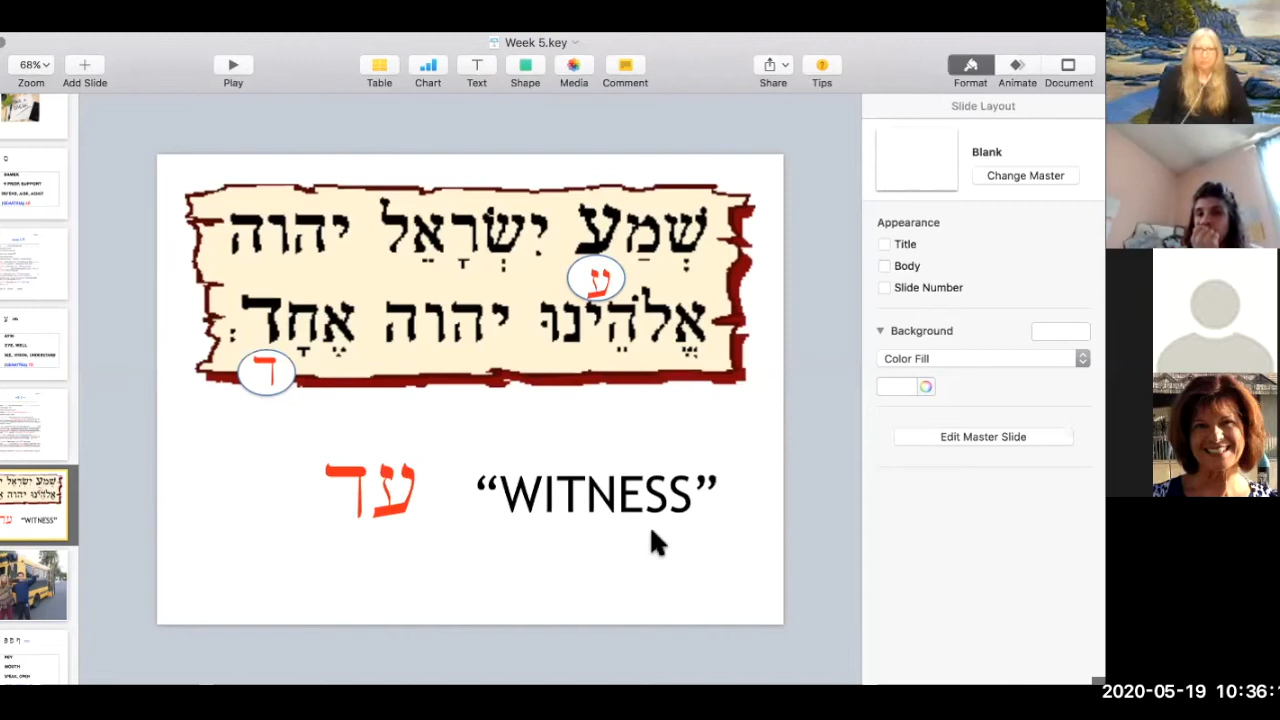 Week 5.key
68%
Zoom
Add Slide
Play
Table
Chart
Text
Shape
Media
Comment
Share
Tips
Format
Animate
Document
Slide Layout
Blank
Change Master
Appearance
Title
Body
Slide Number
Background
Color Fill
Edit Master Slide
שְׁמַע יִשְׂרָאֵל יהוה
ע
אֱלֹהֵינוּ יהוה אֶחָד׃
ד
עד “WITNESS”
“WITNESS”
2020-05-19 10:36:1